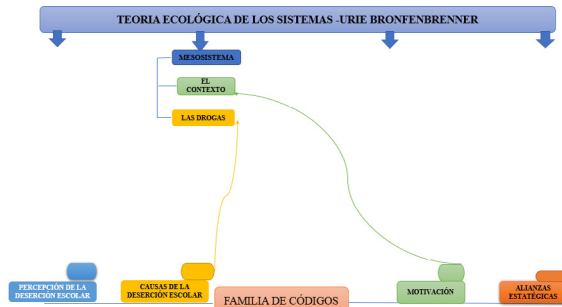 TEORIA ECOLÓGICA DE LOS SISTEMAS -URIE BRONFENBRENNER
MESOSISTEMA
EL
CONTEXTO
LAS DROGAS
PERCEPCIÓN DE LA
DESERCIÓN ESCOLAR
CAUSAS DE LA
DESERCIÓN ESCOLAR
FAMILIA DE CÓDIGOS
MOTIVACIÓN
ALIANZAS
ESTATÉGICAS